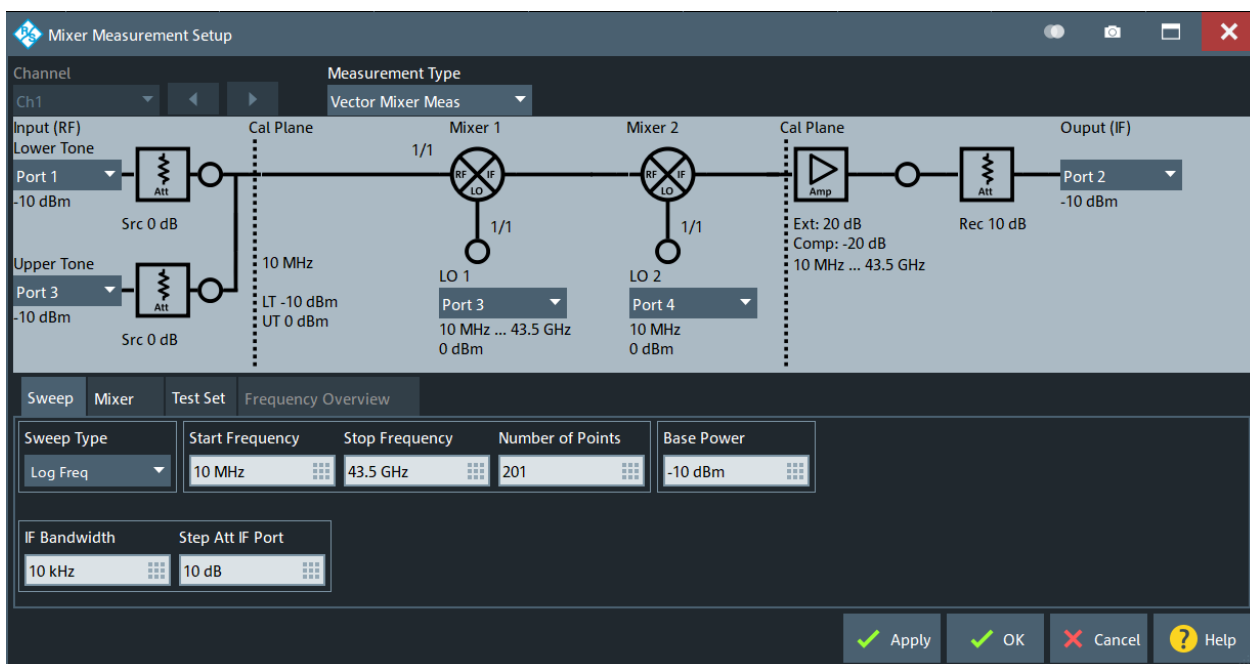 Mixer Measurement Setup
Channel
Measurement Type
Ch1
Vector Mixer Meas
Input (RF)
Cal Plane
Mixer 1
Mixer 2
Cal Plane
Ouput (IF)
Lower Tone
1/1
Port 1
Att
RF IF
LO
RF IF
LO
Amp
Att
Port 2
-10 dBm
-10 dBm
Src 0 dB
1/1
1/1
Ext: 20 dB
Rec 10 dB
Comp: -20 dB
Upper Tone
10 MHz
10 MHz ... 43.5 GHz
LO 1
LO 2
Port 3
Att
LT -10 dBm
Port 3
Port 4
-10 dBm
UT 0 dBm
10 MHz ... 43.5 GHz
10 MHz
Src 0 dB
0 dBm
0 dBm
Sweep
Mixer
Test Set
Frequency Overview
Sweep Type
Start Frequency
Stop Frequency
Number of Points
Base Power
Log Freq
10 MHz
43.5 GHz
201
-10 dBm
IF Bandwidth
Step Att IF Port
10 kHz
10 dB
Apply
OK
Cancel
? Help